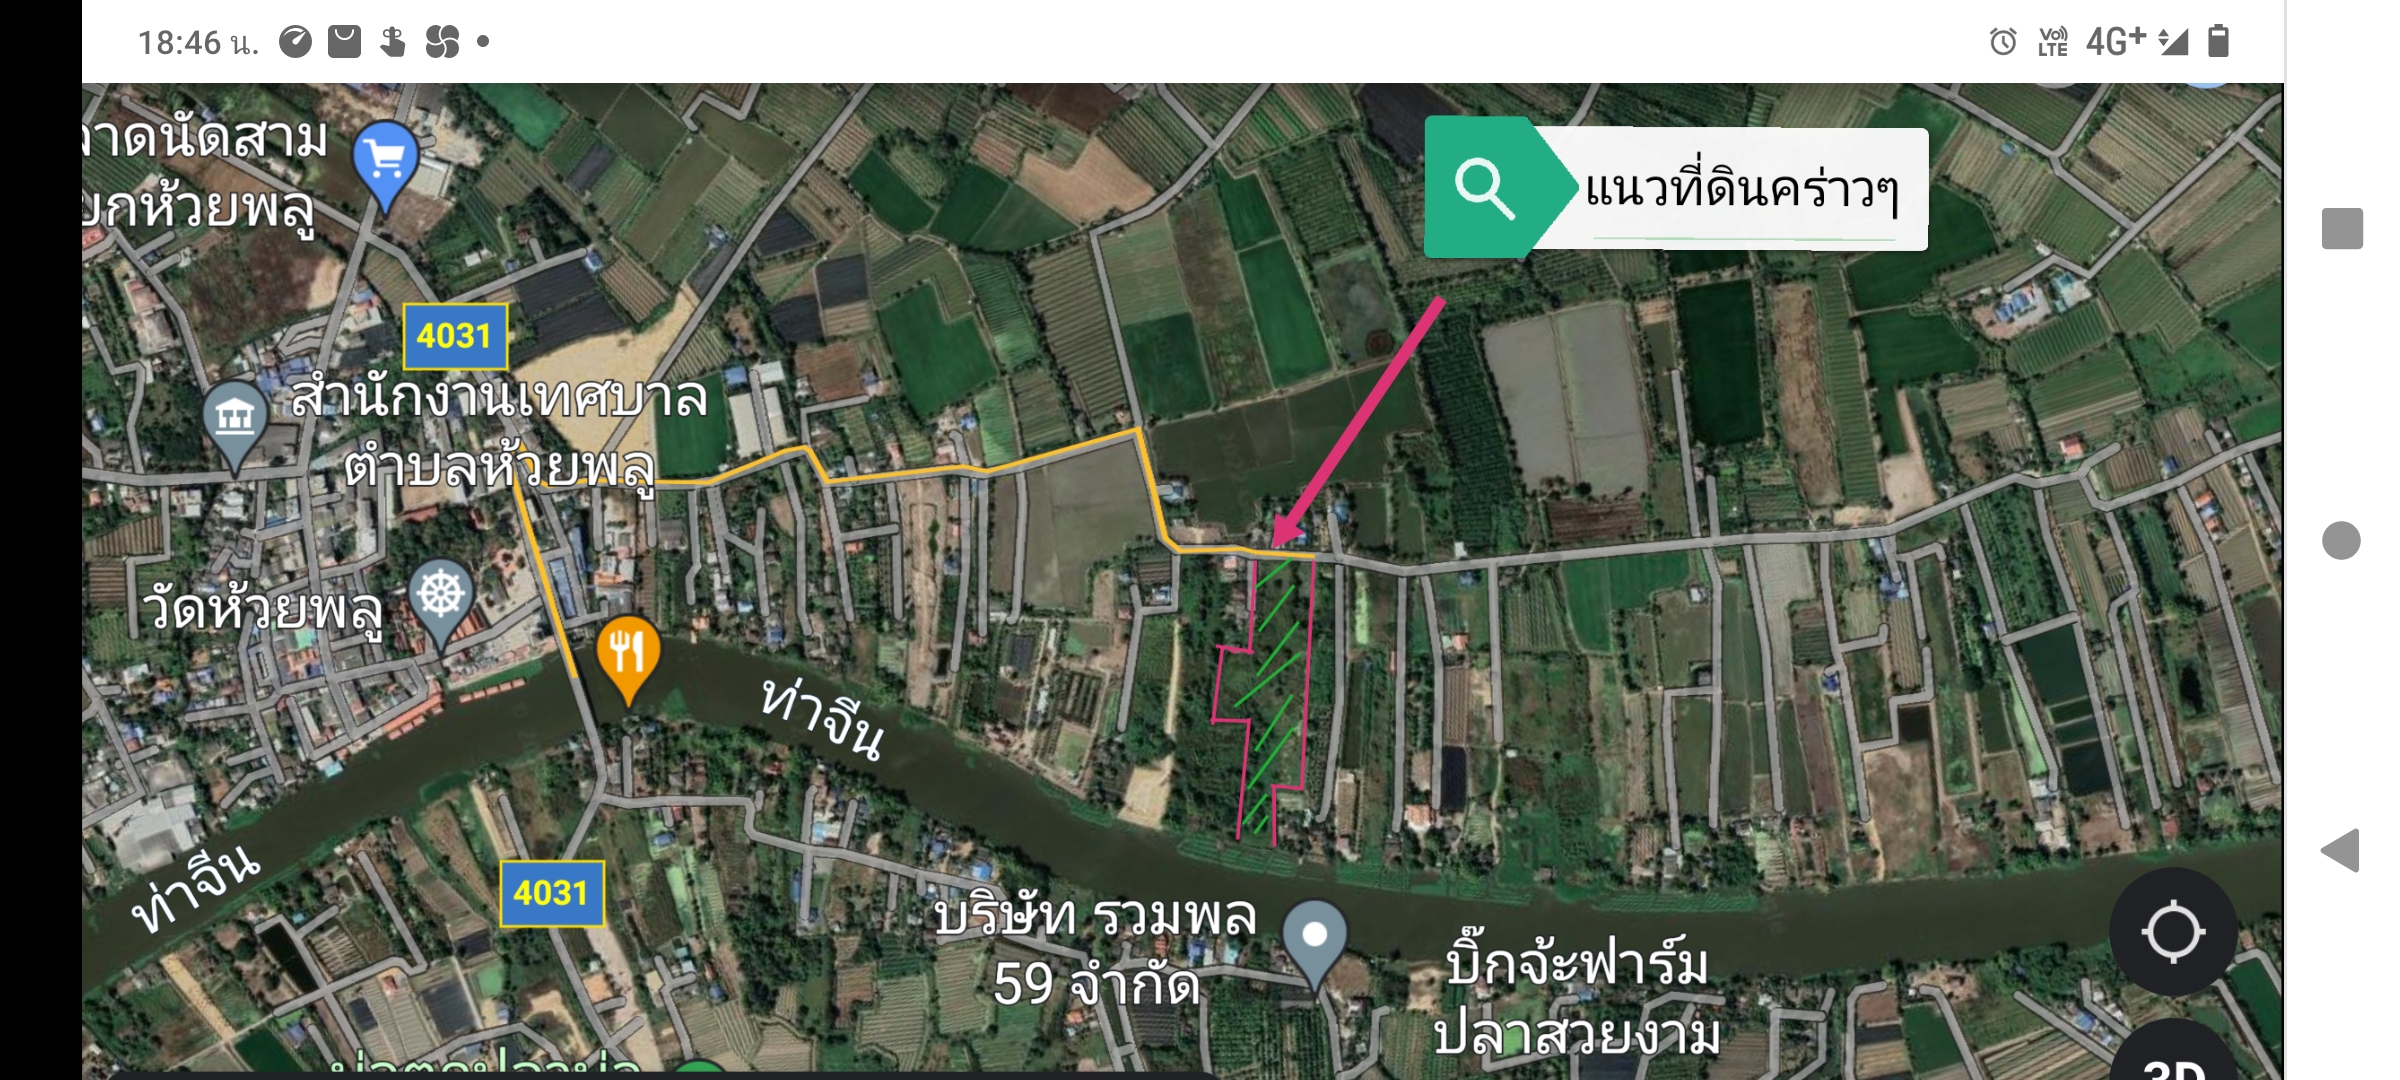 18:46 น.
VoLTE 4G+
าดนัดสาม
บกห้วยพลู
แนวที่ดินคร่าวๆ
4031
สำนักงานเทศบาล
ตำบลห้วยพลู
วัดห้วยพลู
ท่าจีน
ท่าจีน
4031
บริษัท รวมพล
59 จำกัด
บิ๊กจ้ะฟาร์ม
ปลาสวยงาม
3D